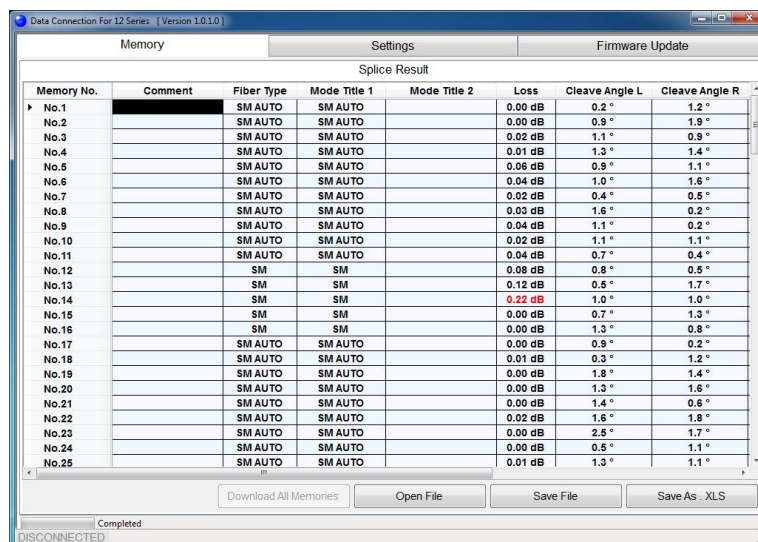 Data Connection For 12 Series [ Version 1.0.1.0 ]
Memory Settings Firmware Update
Splice Result
Memory No. Comment Fiber Type Mode Title 1 Mode Title 2 Loss Cleave Angle L Cleave Angle R
No.1 SM AUTO SM AUTO 0.00 dB 0.2 ° 1.2 °
No.2 SM AUTO SM AUTO 0.00 dB 0.9 ° 1.9 °
No.3 SM AUTO SM AUTO 0.02 dB 1.1 ° 0.9 °
No.4 SM AUTO SM AUTO 0.01 dB 1.3 ° 1.4 °
No.5 SM AUTO SM AUTO 0.06 dB 0.9 ° 1.1 °
No.6 SM AUTO SM AUTO 0.04 dB 1.0 ° 1.6 °
No.7 SM AUTO SM AUTO 0.02 dB 0.4 ° 0.5 °
No.8 SM AUTO SM AUTO 0.03 dB 1.6 ° 0.2 °
No.9 SM AUTO SM AUTO 0.04 dB 1.1 ° 0.2 °
No.10 SM AUTO SM AUTO 0.02 dB 1.1 ° 1.1 °
No.11 SM AUTO SM AUTO 0.04 dB 0.7 ° 0.4 °
No.12 SM SM 0.08 dB 0.8 ° 0.5 °
No.13 SM SM 0.12 dB 0.5 ° 1.7 °
No.14 SM SM 0.22 dB 1.0 ° 1.0 °
No.15 SM SM 0.00 dB 0.7 ° 1.3 °
No.16 SM SM 0.00 dB 1.3 ° 0.8 °
No.17 SM AUTO SM AUTO 0.00 dB 0.9 ° 0.2 °
No.18 SM AUTO SM AUTO 0.01 dB 0.3 ° 1.2 °
No.19 SM AUTO SM AUTO 0.00 dB 1.8 ° 1.4 °
No.20 SM AUTO SM AUTO 0.00 dB 1.3 ° 1.6 °
No.21 SM AUTO SM AUTO 0.00 dB 1.4 ° 0.6 °
No.22 SM AUTO SM AUTO 0.02 dB 1.6 ° 1.8 °
No.23 SM AUTO SM AUTO 0.00 dB 2.5 ° 1.7 °
No.24 SM AUTO SM AUTO 0.00 dB 0.5 ° 1.1 °
No.25 SM AUTO SM AUTO 0.01 dB 1.3 ° 1.1 °
Download All Memories Open File Save File Save As . XLS
Completed
DISCONNECTED